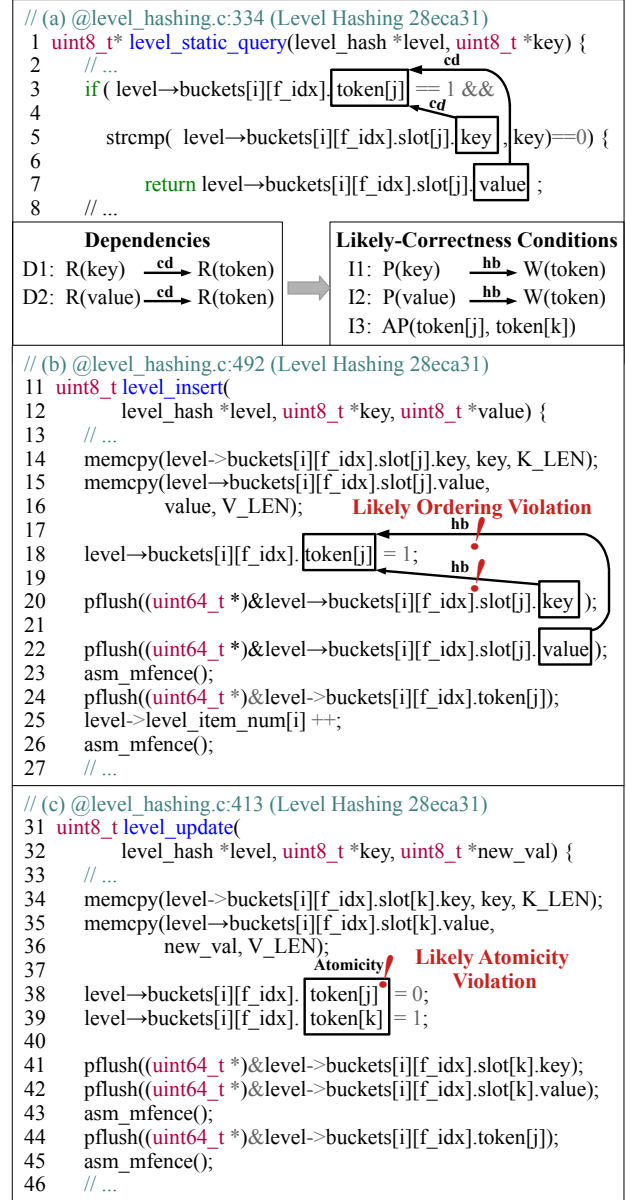 // (a) @level_hashing.c:334 (Level Hashing 28eca31)
1 uint8_t* level_static_query(level_hash *level, uint8_t *key) {
2 // ...
cd
3 if ( level→buckets[i][f_idx]. token[j] == 1 &&
cd
4
5 strcmp( level→buckets[i][f_idx].slot[j]. key , key)==0) {
6
7 return level→buckets[i][f_idx].slot[j]. value ;
8 // ...
Dependencies
D1: R(key) cd R(token)
D2: R(value) cd R(token)
Likely-Correctness Conditions
I1: P(key) hb W(token)
I2: P(value) hb W(token)
I3: AP(token[j], token[k])
// (b) @level_hashing.c:492 (Level Hashing 28eca31)
11 uint8_t level_insert(
12 level_hash *level, uint8_t *key, uint8_t *value) {
13 // ...
14 memcpy(level->buckets[i][f_idx].slot[j].key, key, K_LEN);
15 memcpy(level→buckets[i][f_idx].slot[j].value,
16 value, V_LEN);
Likely Ordering Violation
17
hb !
18 level→buckets[i][f_idx]. token[j] = 1;
19
hb !
20 pflush((uint64_t *)&level→buckets[i][f_idx].slot[j]. key );
21
22 pflush((uint64_t *)&level→buckets[i][f_idx].slot[j]. value );
23 asm_mfence();
24 pflush((uint64_t *)&level->buckets[i][f_idx].token[j]);
25 level->level_item_num[i] ++;
26 asm_mfence();
27 // ...
// (c) @level_hashing.c:413 (Level Hashing 28eca31)
31 uint8_t level_update(
32 level_hash *level, uint8_t *key, uint8_t *new_val) {
33 // ...
34 memcpy(level->buckets[i][f_idx].slot[k].key, key, K_LEN);
35 memcpy(level→buckets[i][f_idx].slot[k].value,
36 new_val, V_LEN);
37
Atomicity !
Likely Atomicity
Violation
38 level→buckets[i][f_idx]. token[j] = 0;
39 level→buckets[i][f_idx]. token[k] = 1;
40
41 pflush((uint64_t *)&level->buckets[i][f_idx].slot[k].key);
42 pflush((uint64_t *)&level->buckets[i][f_idx].slot[k].value);
43 asm_mfence();
44 pflush((uint64_t *)&level->buckets[i][f_idx].token[j]);
45 asm_mfence();
46 // ...